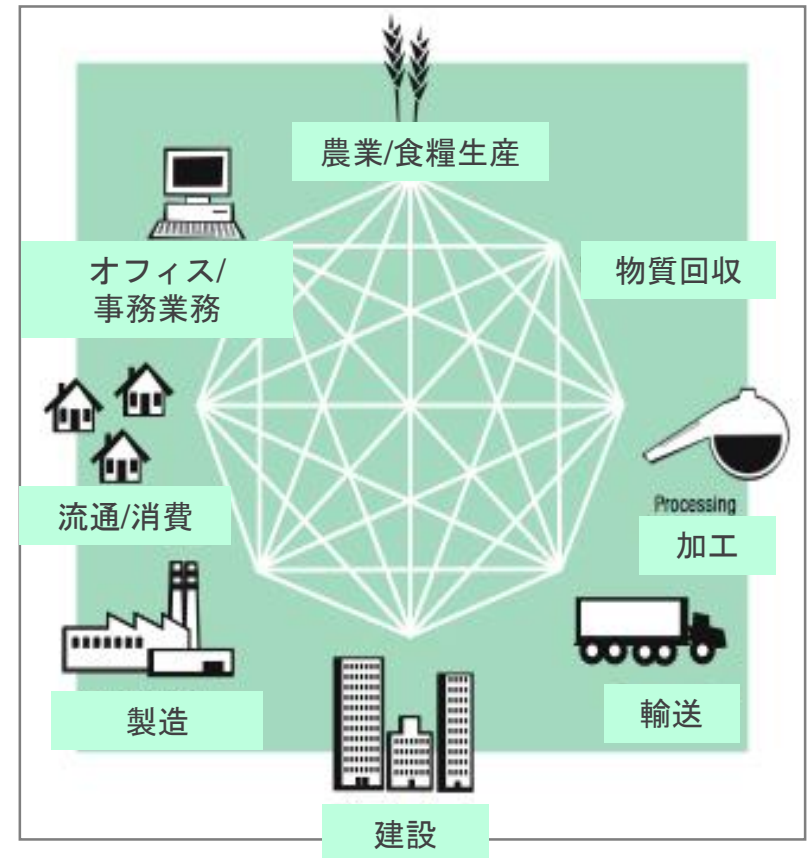 農業/食糧生産
オフィス/
事務業務
物質回収
流通/消費
Processing
加工
製造
輸送
建設